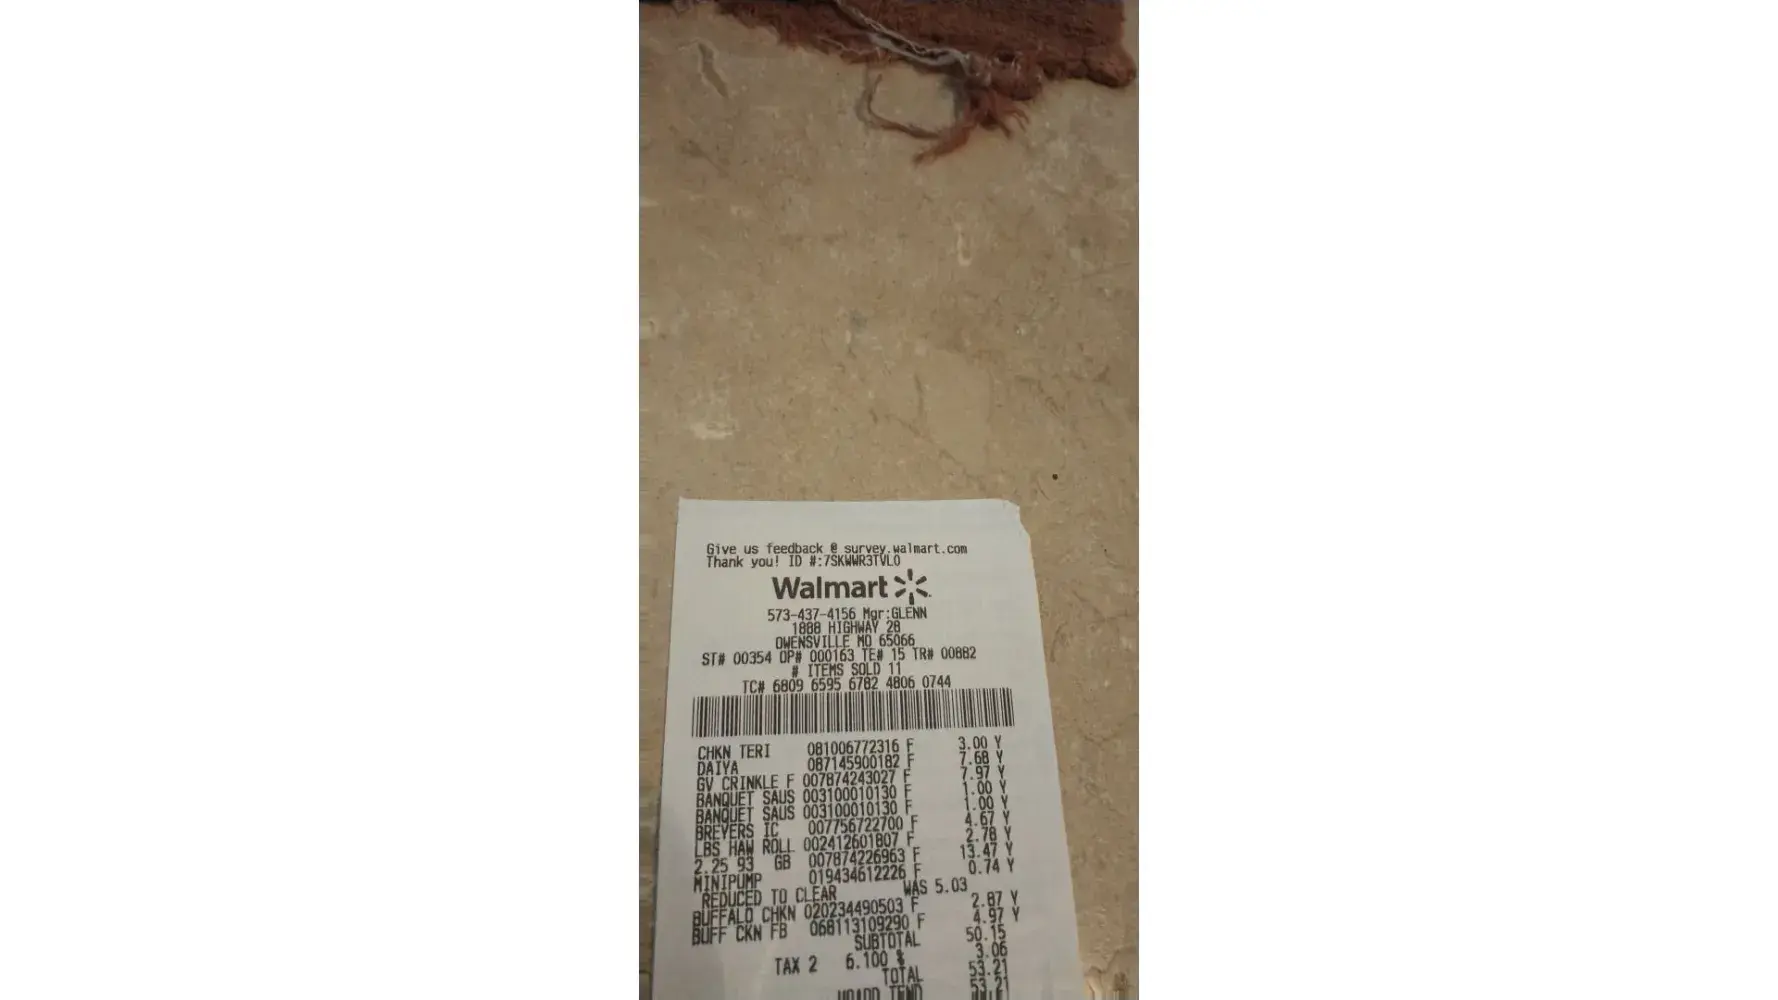 Give us feedback @ survey.walmart.com
Thank you! ID #:7SKWWR3TVL0
Walmart
573-437-4156 Mgr:GLENN
1888 HIGHWAY 28
OWENSVILLE MO 65066
ST# 00354 OP# 000163 TE# 15 TR# 00882
# ITEMS SOLD 11
TC# 6809 6595 6782 4806 0744
CHKN TERI 081006772316 F 3.00 Y
DAIYA 087145900182 F 7.68 Y
GV CRINKLE F 007874243027 F 7.97 Y
BANQUET SAUS 003100010130 F 1.00 Y
BANQUET SAUS 003100010130 F 1.00 Y
BREYERS IC 007756722700 F 4.67 Y
LBS HAW ROLL 002412601807 F 2.78 Y
2.25 93 GB 007874226963 F 13.47 Y
MINIPUMP 019434612226 F 0.74 Y
REDUCED TO CLEAR WAS 5.03
BUFFALO CHKN 020234490503 F 2.87 Y
BUFF CKN FB 068113109290 F 4.97 Y
SUBTOTAL 50.15
TAX 2 6.100 % 3.06
TOTAL 53.21
TEND 53.21